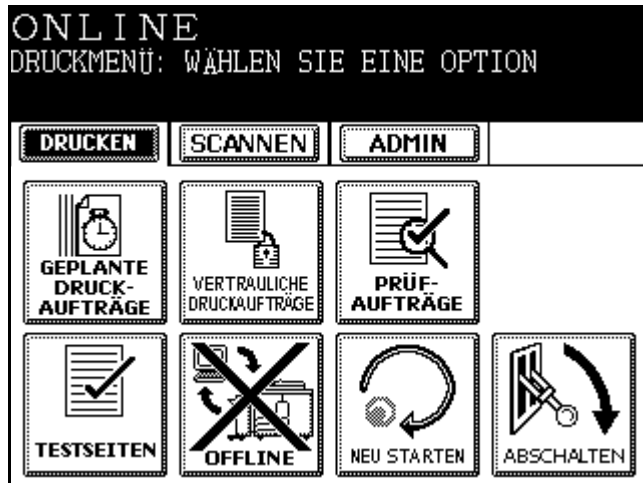 ONLINE
DRUCKMENÜ: WÄHLEN SIE EINE OPTION
DRUCKEN
SCANNEN
ADMIN
GEPLANTE
DRUCK-
AUFTRÄGE
VERTRAULICHE
DRUCKAUFTRÄGE
PRÜF-
AUFTRÄGE
TESTSEITEN
OFFLINE
NEU STARTEN
ABSCHALTEN